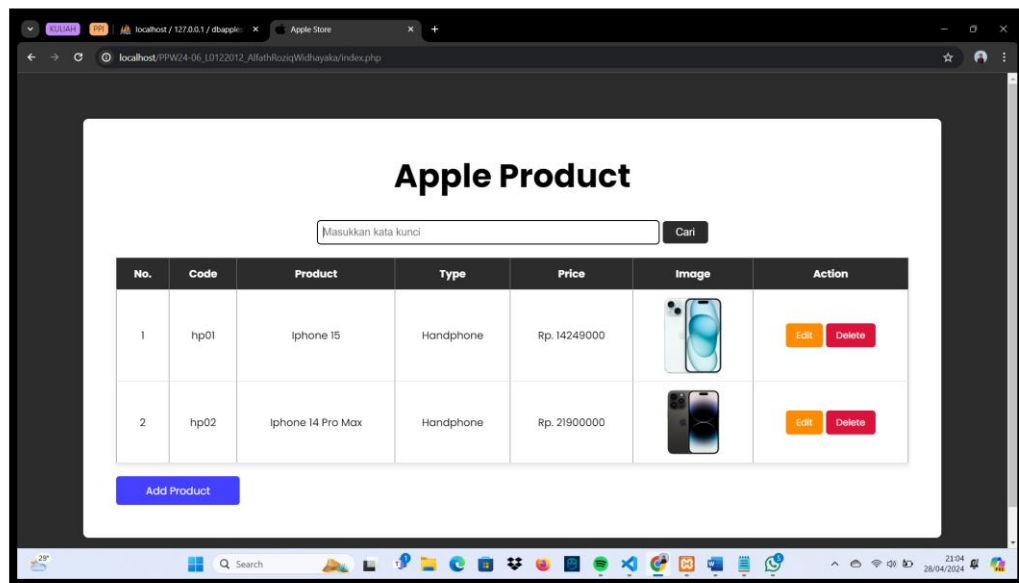 KULIAH PPL localhost / 127.0.0.1 / dbapples Apple Store
localhost/PPW24-06_L0122012_AlfathRoziqWidhayaka/index.php
Apple Product
Masukkan kata kunci Cari
No. Code Product Type Price Image Action
1 hp01 Iphone 15 Handphone Rp. 14249000 Edit Delete
2 hp02 Iphone 14 Pro Max Handphone Rp. 21900000 Edit Delete
Add Product
29° Search 21:04
28/04/2024